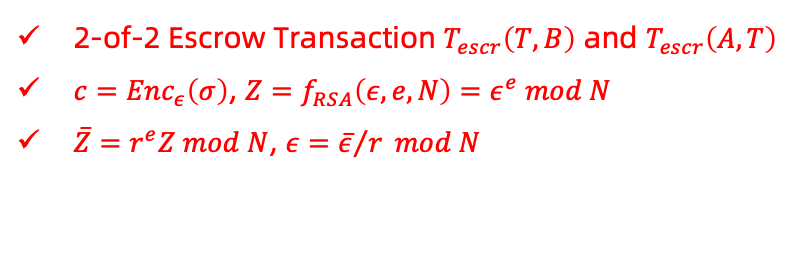 ✓ 2-of-2 Escrow Transaction T_escr(T, B) and T_escr(A, T)
✓ c = Enc_ϵ(σ), Z = f_RSA(ϵ, e, N) = ϵ^e mod N
✓ Z̄ = r^e Z mod N, ϵ = ϵ̄/r mod N